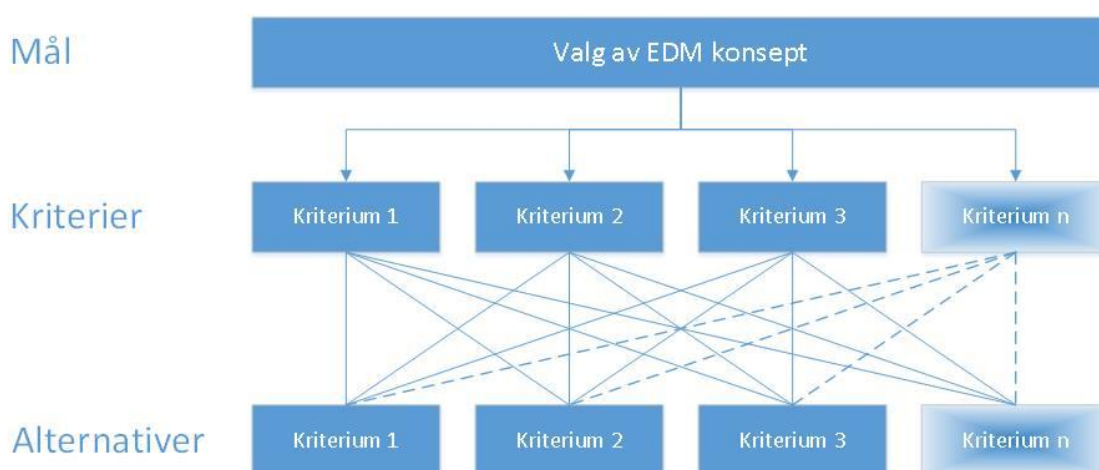 Mål
Valg av EDM konsept
Kriterier
Kriterium 1
Kriterium 2
Kriterium 3
Kriterium n
Alternativer
Kriterium 1
Kriterium 2
Kriterium 3
Kriterium n